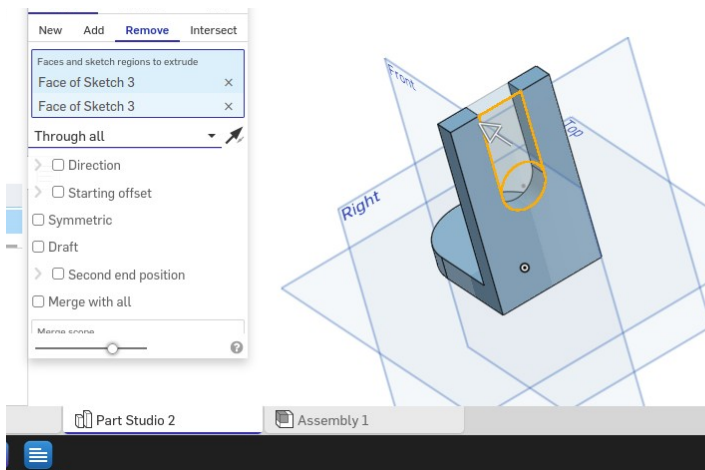 New Add Remove Intersect
Faces and sketch regions to extrude
Face of Sketch 3 ×
Face of Sketch 3 ×
Through all
Direction
Starting offset
Symmetric
Draft
Second end position
Merge with all
Merge scope
Front
Top
Right
Part Studio 2
Assembly 1